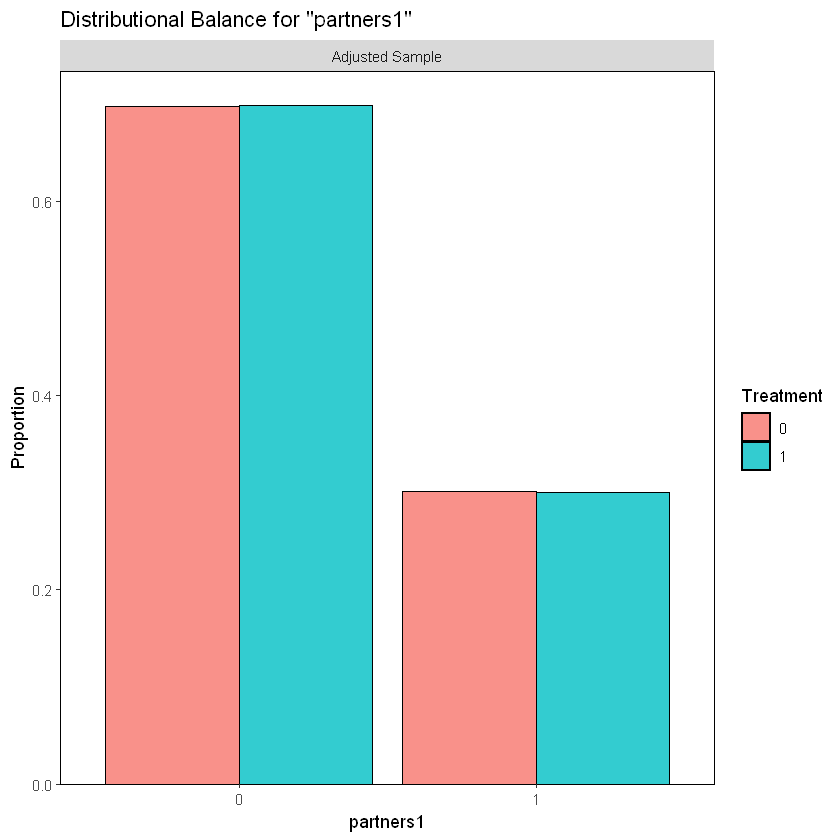 Distributional Balance for "partners1"
Adjusted Sample
0.6
0.4
0.2
0.0
Proportion
0
1
partners1
Treatment
0
1